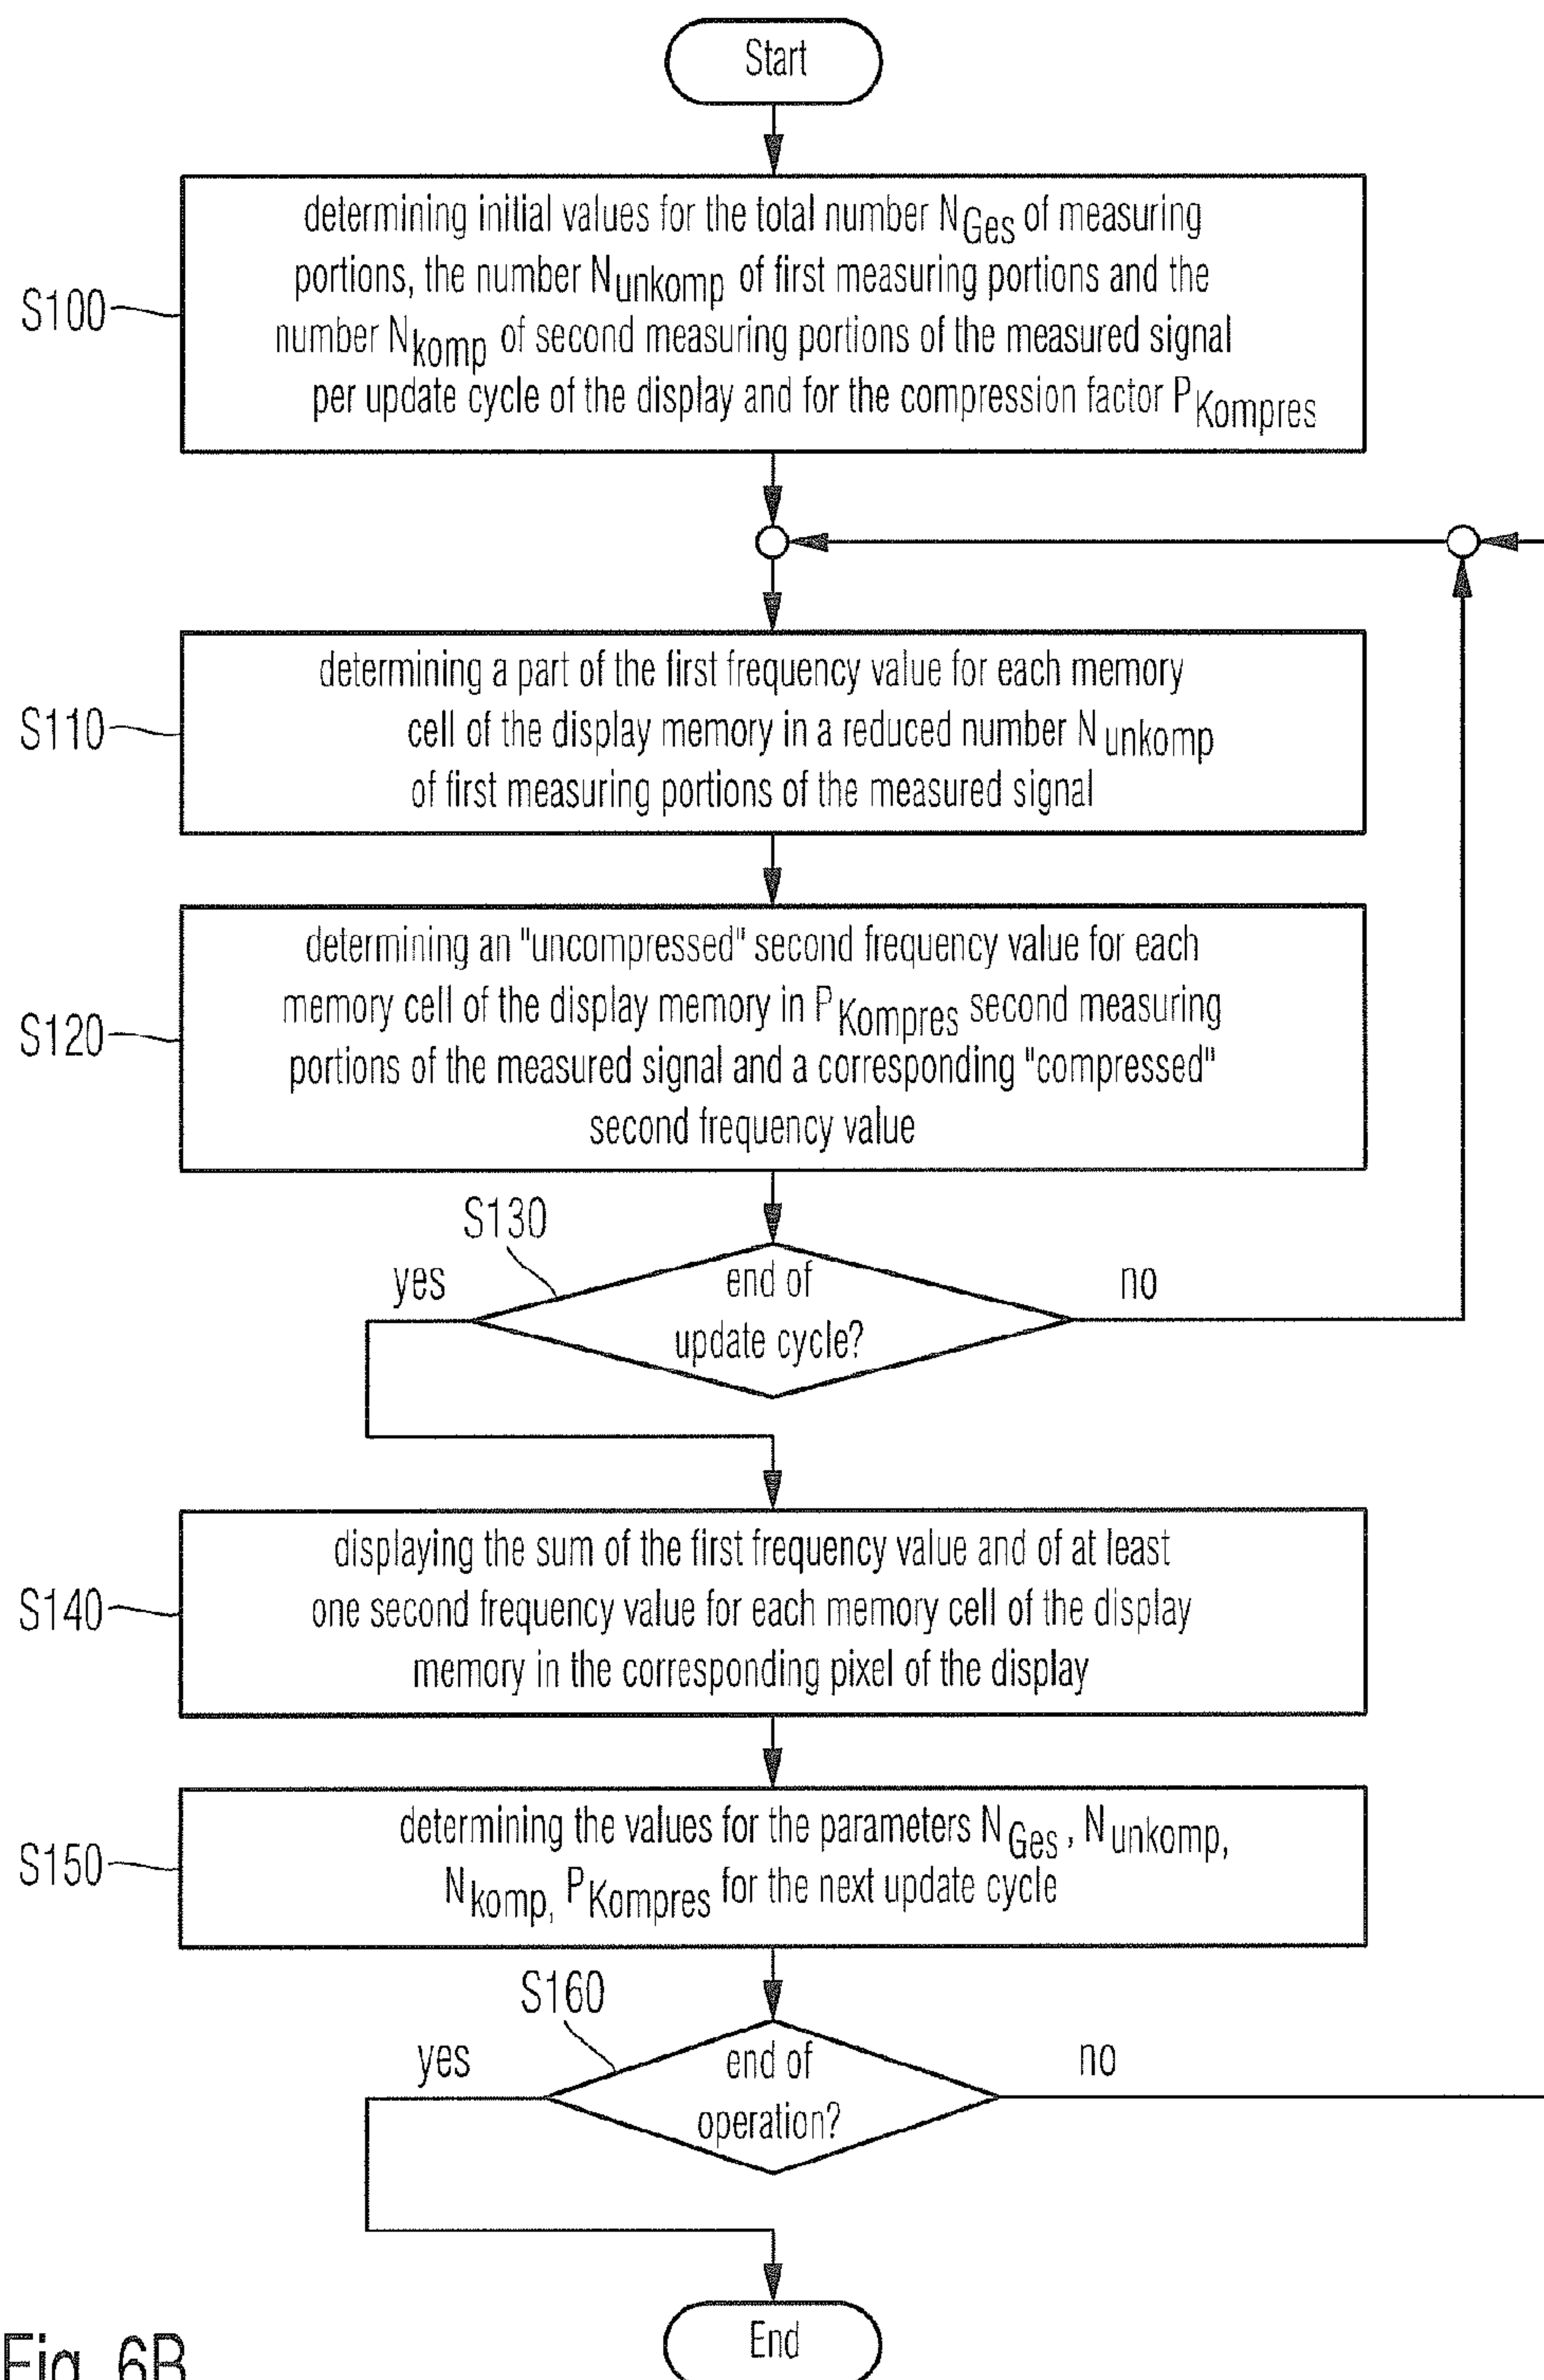 Start
determining initial values for the total number NGes of measuring
portions, the number Nunkomp of first measuring portions and the
number Nkomp of second measuring portions of the measured signal
per update cycle of the display and for the compression factor PKompres
S100
determining a part of the first frequency value for each memory
cell of the display memory in a reduced number Nunkomp
of first measuring portions of the measured signal
S110
determining an "uncompressed" second frequency value for each
memory cell of the display memory in PKompres second measuring
portions of the measured signal and a corresponding "compressed"
second frequency value
S120
S130
yes
end of
update cycle?
no
displaying the sum of the first frequency value and of at least
one second frequency value for each memory cell of the display
memory in the corresponding pixel of the display
S140
determining the values for the parameters NGes, Nunkomp,
Nkomp, PKompres for the next update cycle
S150
S160
yes
end of
operation?
no
End
Fig. 6B